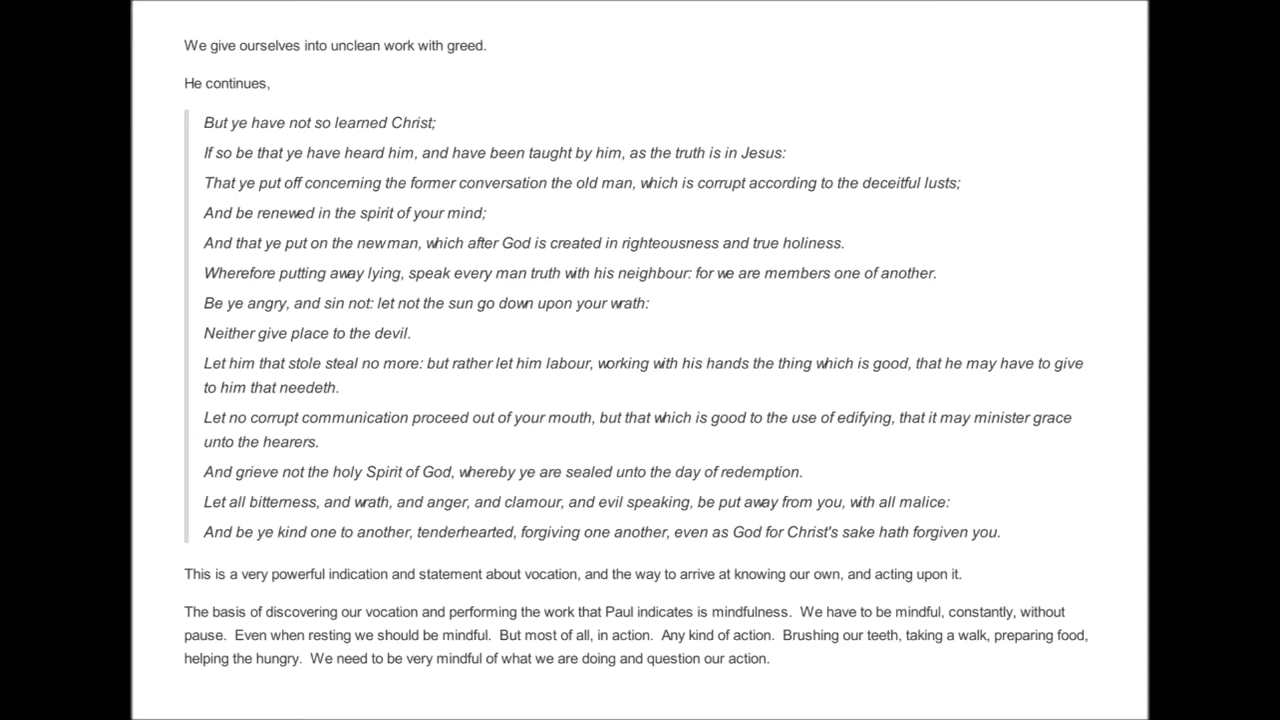 We give ourselves into unclean work with greed.
He continues,
But ye have not so learned Christ;
If so be that ye have heard him, and have been taught by him, as the truth is in Jesus:
That ye put off concerning the former conversation the old man, which is corrupt according to the deceitful lusts;
And be renewed in the spirit of your mind;
And that ye put on the new man, which after God is created in righteousness and true holiness.
Wherefore putting away lying, speak every man truth with his neighbour: for we are members one of another.
Be ye angry, and sin not: let not the sun go down upon your wrath:
Neither give place to the devil.
Let him that stole steal no more: but rather let him labour, working with his hands the thing which is good, that he may have to give
to him that needeth.
Let no corrupt communication proceed out of your mouth, but that which is good to the use of edifying, that it may minister grace
unto the hearers.
And grieve not the holy Spirit of God, whereby ye are sealed unto the day of redemption.
Let all bitterness, and wrath, and anger, and clamour, and evil speaking, be put away from you, with all malice:
And be ye kind one to another, tenderhearted, forgiving one another, even as God for Christ's sake hath forgiven you.
This is a very powerful indication and statement about vocation, and the way to arrive at knowing our own, and acting upon it.
The basis of discovering our vocation and performing the work that Paul indicates is mindfulness.  We have to be mindful, constantly, without
pause.  Even when resting we should be mindful.  But most of all, in action.  Any kind of action.  Brushing our teeth, taking a walk, preparing food,
helping the hungry.  We need to be very mindful of what we are doing and question our action.